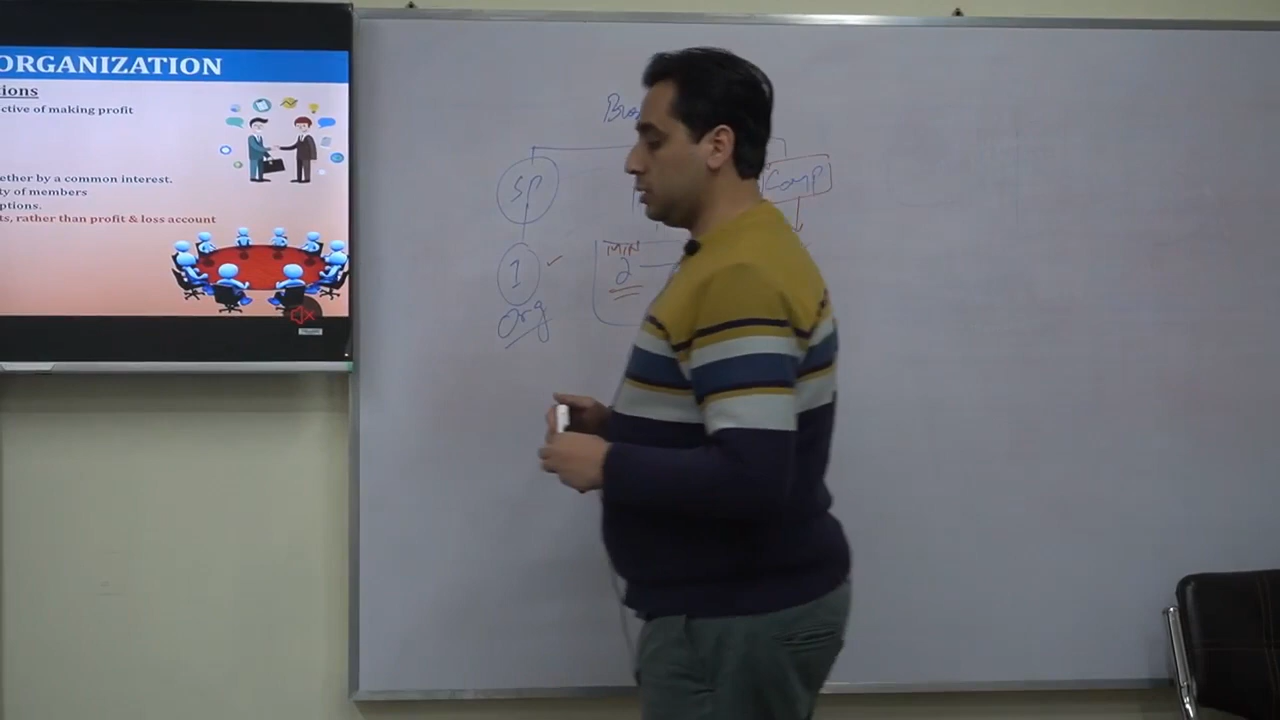 ORGANIZATION
tions
ctive of making profit
ether by a common interest.
ty of members
ptions.
ts, rather than profit & loss account
SP
Comp
MIN
1
2
Org